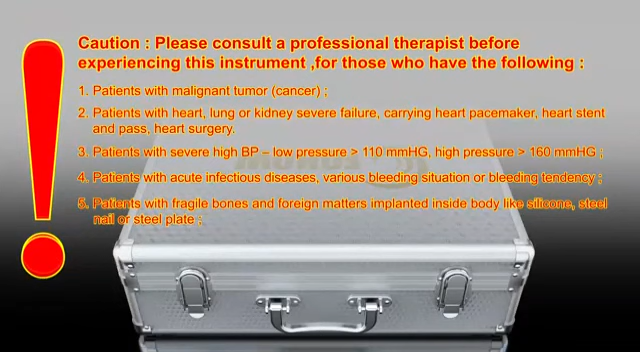 Caution : Please consult a professional therapist before
experiencing this instrument ,for those who have the following :
1. Patients with malignant tumor (cancer) ;
2. Patients with heart, lung or kidney severe failure, carrying heart pacemaker, heart stent
and pass, heart surgery.
3. Patients with severe high BP – low pressure > 110 mmHG, high pressure > 160 mmHG ;
4. Patients with acute infectious diseases, various bleeding situation or bleeding tendency ;
5. Patients with fragile bones and foreign matters implanted inside body like silicone, steel
nail or steel plate ;